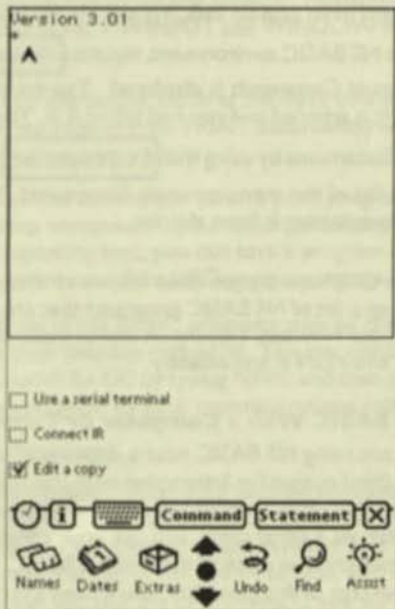 Version 3.01
*
Use a serial terminal
Connect IR
Edit a copy
i Command Statement X
Names Dates Extras Undo Find Assist